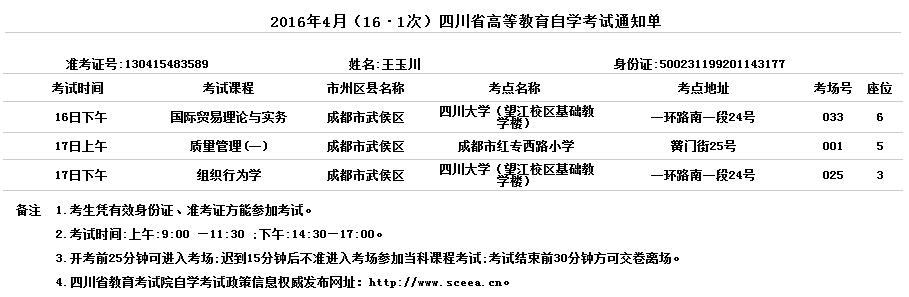 2016年4月（16·1次）四川省高等教育自学考试通知单
准考证号:130415483589 姓名:王玉川 身份证:500231199201143177
考试时间 考试课程 市州区县名称 考点名称 考点地址 考场号 座位
16日下午 国际贸易理论与实务 成都市武侯区 四川大学（望江校区基础教学楼） 一环路南一段24号 033 6
17日上午 质量管理(一) 成都市武侯区 成都市红专西路小学 黉门街25号 001 5
17日下午 组织行为学 成都市武侯区 四川大学（望江校区基础教学楼） 一环路南一段24号 025 3
备注 1.考生凭有效身份证、准考证方能参加考试。
2.考试时间:上午:9:00 —11:30 ;下午:14:30—17:00。
3.开考前25分钟可进入考场;迟到15分钟后不准进入考场参加当科课程考试;考试结束前30分钟方可交卷离场。
4.四川省教育考试院自学考试政策信息权威发布网址: http://www.sceea.cn。